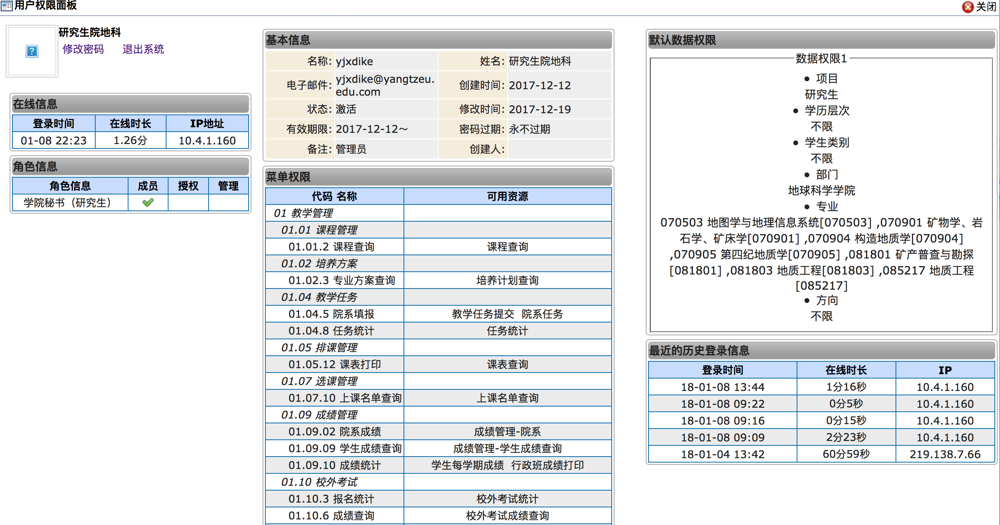 用户权限面板
关闭
研究生院地科
修改密码 退出系统
在线信息
登录时间 在线时长 IP地址
01-08 22:23 1.26分 10.4.1.160
角色信息
角色信息 成员 授权 管理
学院秘书（研究生）
基本信息
名称: yjxdike 姓名: 研究生院地科
电子邮件: yjxdike@yangtzeu.
edu.com 创建时间: 2017-12-12
状态: 激活 修改时间: 2017-12-19
有效期限: 2017-12-12～ 密码过期: 永不过期
备注: 管理员 创建人:
菜单权限
代码 名称 可用资源
01 教学管理
01.01 课程管理
01.01.2 课程查询 课程查询
01.02 培养方案
01.02.3 专业方案查询 培养计划查询
01.04 教学任务
01.04.5 院系填报 教学任务提交 院系任务
01.04.8 任务统计 任务统计
01.05 排课管理
01.05.12 课表打印 课表查询
01.07 选课管理
01.07.10 上课名单查询 上课名单查询
01.09 成绩管理
01.09.02 院系成绩 成绩管理-院系
01.09.09 学生成绩查询 成绩管理-学生成绩查询
01.09.10 成绩统计 学生每学期成绩 行政班成绩打印
01.10 校外考试
01.10.3 报名统计 校外考试统计
01.10.6 成绩查询 校外考试成绩查询
默认数据权限
数据权限1
• 项目
研究生
• 学历层次
不限
• 学生类别
不限
• 部门
地球科学学院
• 专业
070503 地图学与地理信息系统[070503] ,070901 矿物学、岩
石学、矿床学[070901] ,070904 构造地质学[070904]
,070905 第四纪地质学[070905] ,081801 矿产普查与勘探
[081801] ,081803 地质工程[081803] ,085217 地质工程
[085217]
• 方向
不限
最近的历史登录信息
登录时间 在线时长 IP
18-01-08 13:44 1分16秒 10.4.1.160
18-01-08 09:22 0分5秒 10.4.1.160
18-01-08 09:16 0分15秒 10.4.1.160
18-01-08 09:09 2分23秒 10.4.1.160
18-01-04 13:42 60分59秒 219.138.7.66